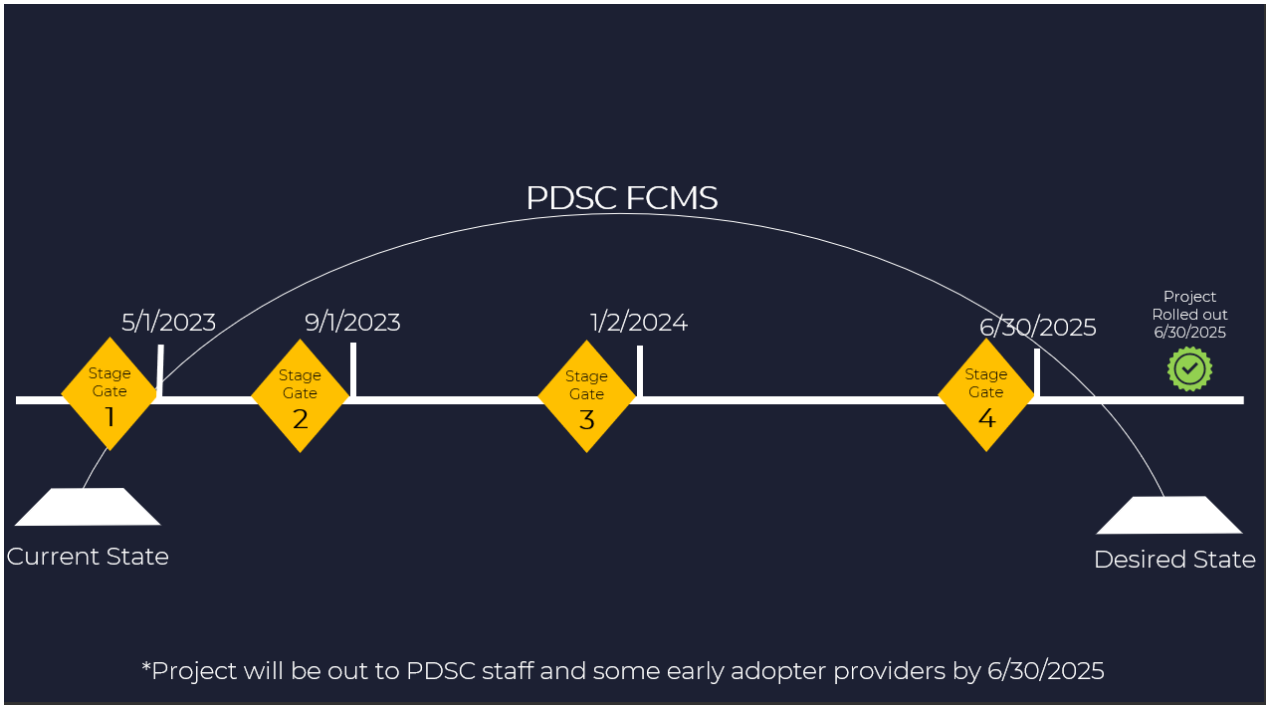 PDSC FCMS
5/1/2023
9/1/2023
1/2/2024
6/30/2025
Project
Rolled out
6/30/2025
Stage
Gate
1
Stage
Gate
2
Stage
Gate
3
Stage
Gate
4
Current State
Desired State
*Project will be out to PDSC staff and some early adopter providers by 6/30/2025